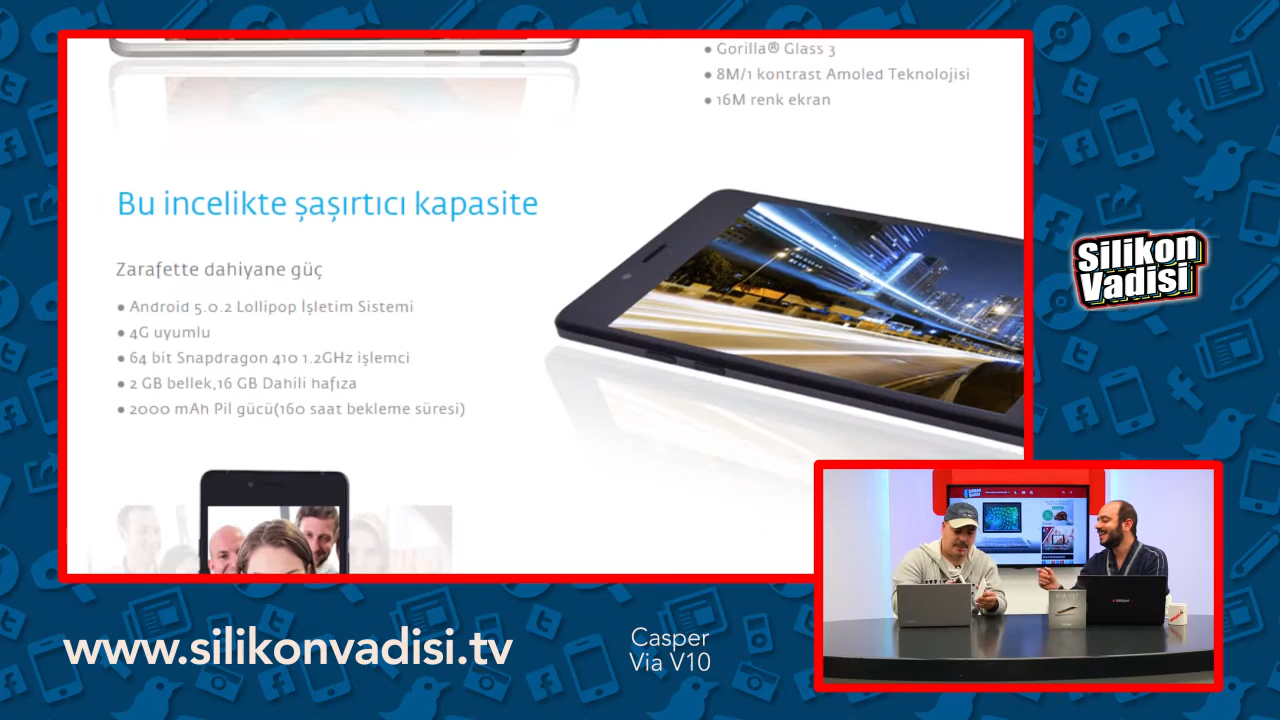 • Gorilla® Glass 3
• 8M/1 kontrast Amoled Teknolojisi
• 16M renk ekran
Bu incelikte şaşırtıcı kapasite
Zarafette dahiyane güç
• Android 5.0.2 Lollipop İşletim Sistemi
• 4G uyumlu
• 64 bit Snapdragon 410 1.2GHz işlemci
• 2 GB bellek,16 GB Dahili hafıza
• 2000 mAh Pil gücü(160 saat bekleme süresi)
Silikon
Vadisi
www.silikonvadisi.tv
Casper
Via V10